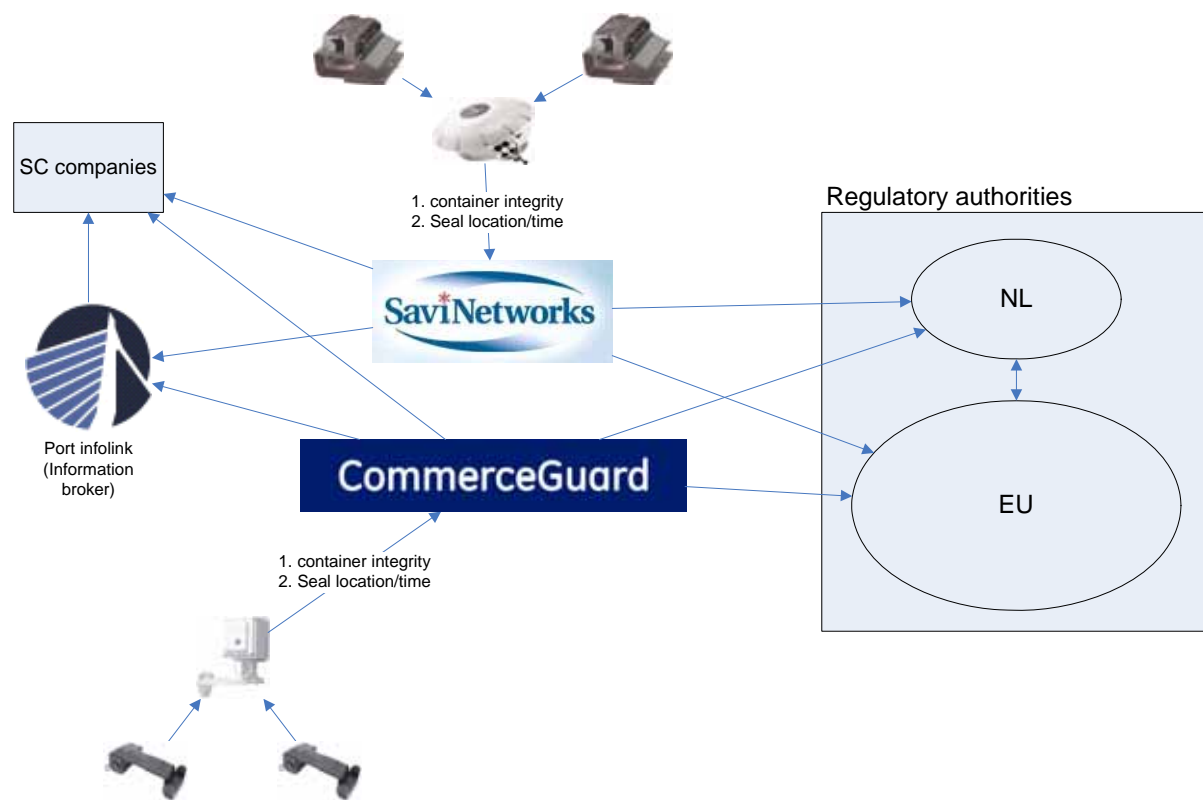 SC companies
1. container integrity
2. Seal location/time
Regulatory authorities
SaviNetworks
NL
Port infolink
(Information
broker)
CommerceGuard
EU
1. container integrity
2. Seal location/time